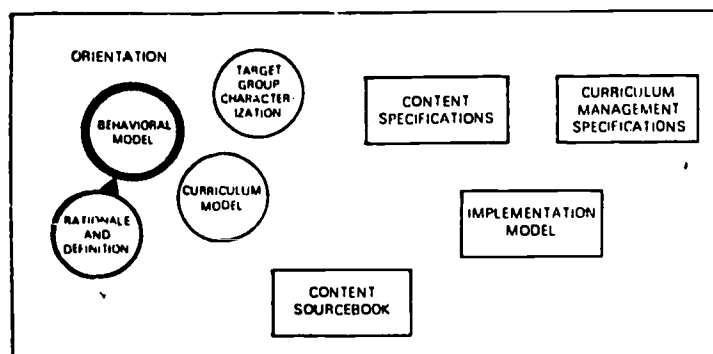 ORIENTATION
TARGET
GROUP
CHARACTER-
IZATION
BEHAVIORAL
MODEL
CONTENT
SPECIFICATIONS
CURRICULUM
MANAGEMENT
SPECIFICATIONS
CURRICULUM
MODEL
RATIONALE
AND
DEFINITION
IMPLEMENTATION
MODEL
CONTENT
SOURCEBOOK